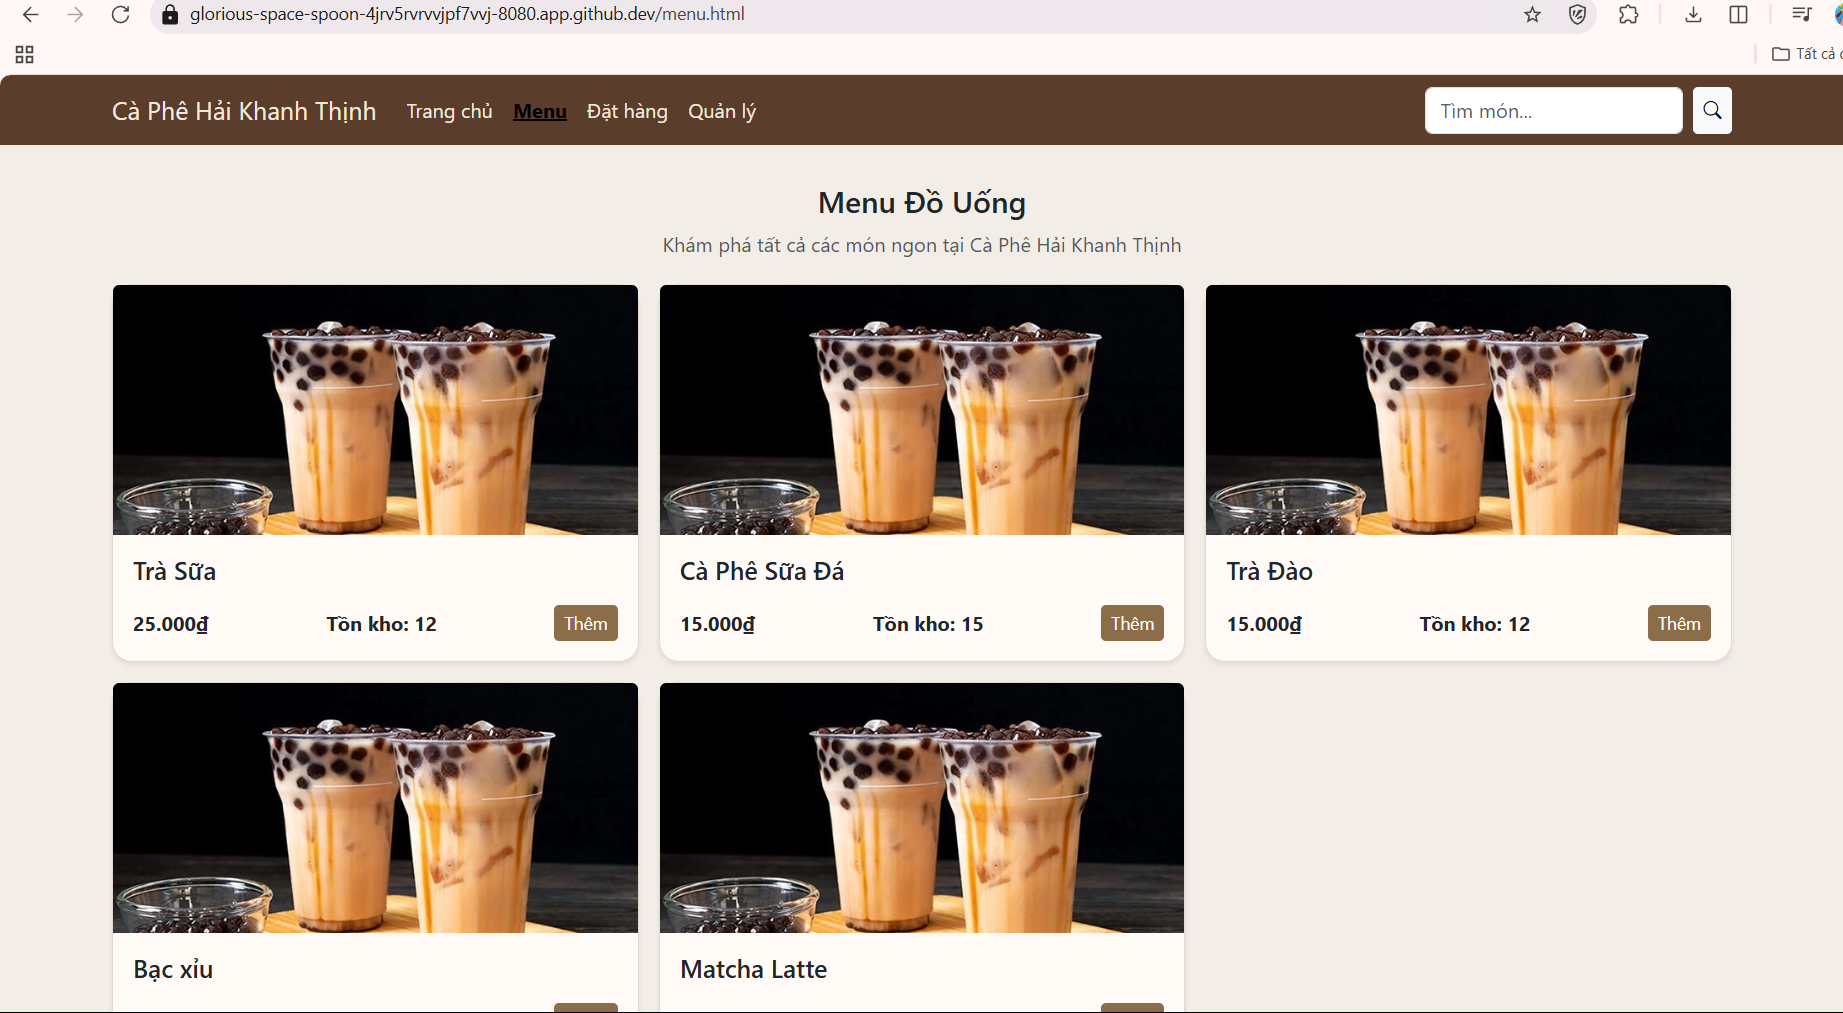 glorious-space-spoon-4jrv5rvrvvjpf7vvj-8080.app.github.dev/menu.html
Tất cả
Cà Phê Hải Khanh Thịnh Trang chủ Menu Đặt hàng Quản lý Tìm món...
Menu Đồ Uống
Khám phá tất cả các món ngon tại Cà Phê Hải Khanh Thịnh
Trà Sữa
25.000₫ Tồn kho: 12 Thêm
Cà Phê Sữa Đá
15.000₫ Tồn kho: 15 Thêm
Trà Đào
15.000₫ Tồn kho: 12 Thêm
Bạc xỉu
Matcha Latte